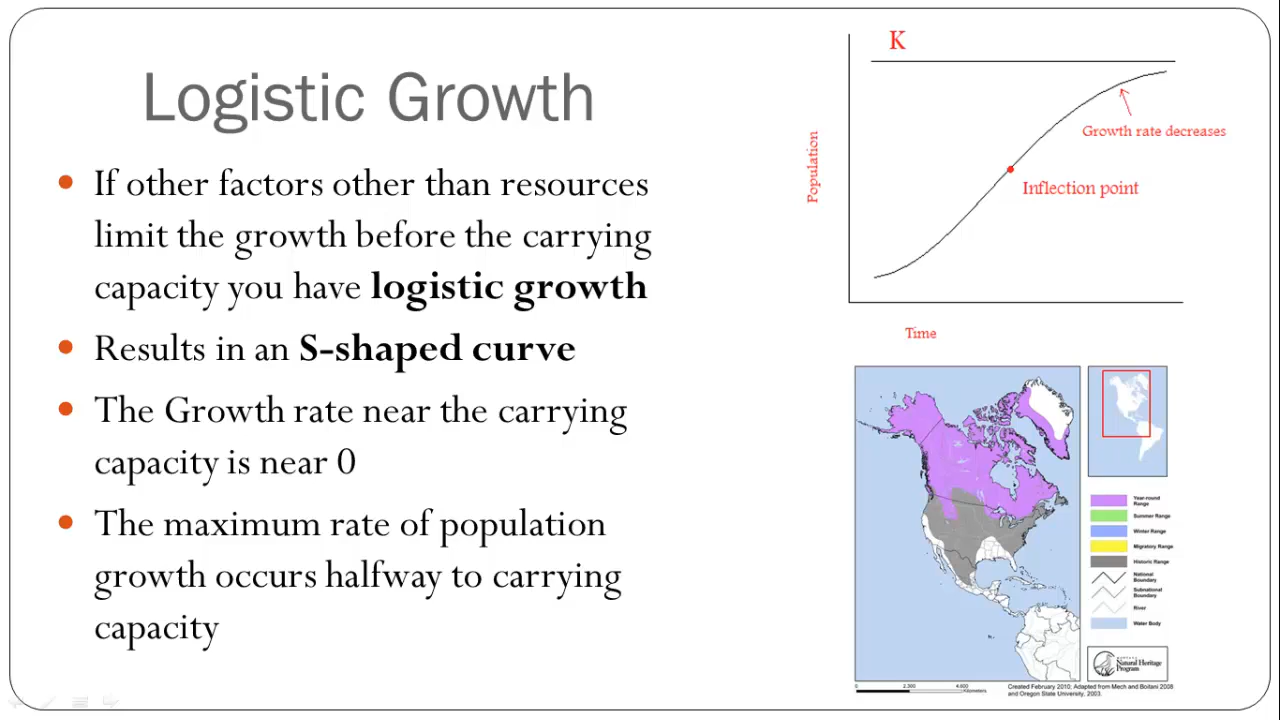 Logistic Growth
If other factors other than resources
limit the growth before the carrying
capacity you have logistic growth
Results in an S-shaped curve
The Growth rate near the carrying
capacity is near 0
The maximum rate of population
growth occurs halfway to carrying
capacity
K
Growth rate decreases
Inflection point
Population
Time
Year-round
Range
Summer Range
Winter Range
Migratory Range
Historic Range
National
Boundary
Subnational
Boundary
River
Water Body
Natural Heritage
Program
Created February 2010; Adapted from Mech and Boitani 2008
and Oregon State University, 2003.